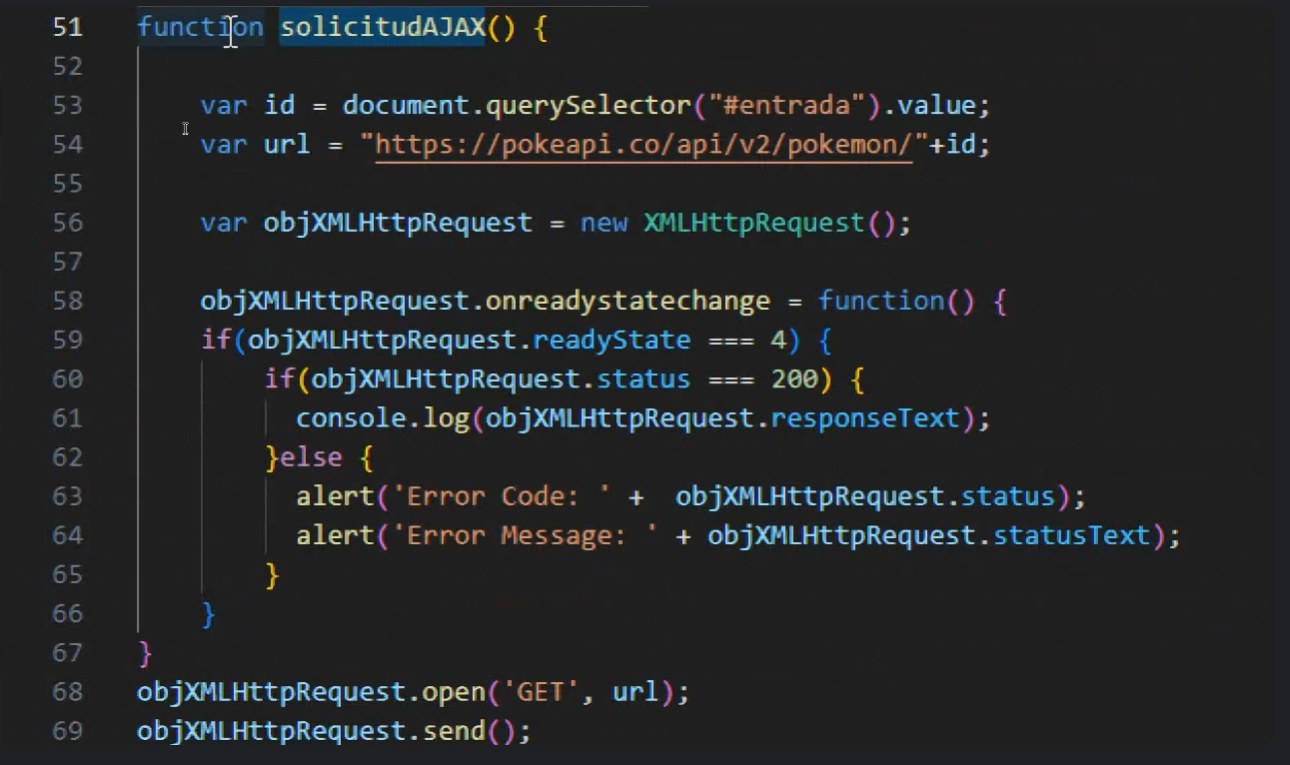 51 function solicitudAJAX() {
52
53 var id = document.querySelector("#entrada").value;
54 var url = "https://pokeapi.co/api/v2/pokemon/"+id;
55
56 var objXMLHttpRequest = new XMLHttpRequest();
57
58 objXMLHttpRequest.onreadystatechange = function() {
59 if(objXMLHttpRequest.readyState === 4) {
60 if(objXMLHttpRequest.status === 200) {
61 console.log(objXMLHttpRequest.responseText);
62 }else {
63 alert('Error Code: ' +  objXMLHttpRequest.status);
64 alert('Error Message: ' + objXMLHttpRequest.statusText);
65 }
66 }
67 }
68 objXMLHttpRequest.open('GET', url);
69 objXMLHttpRequest.send();